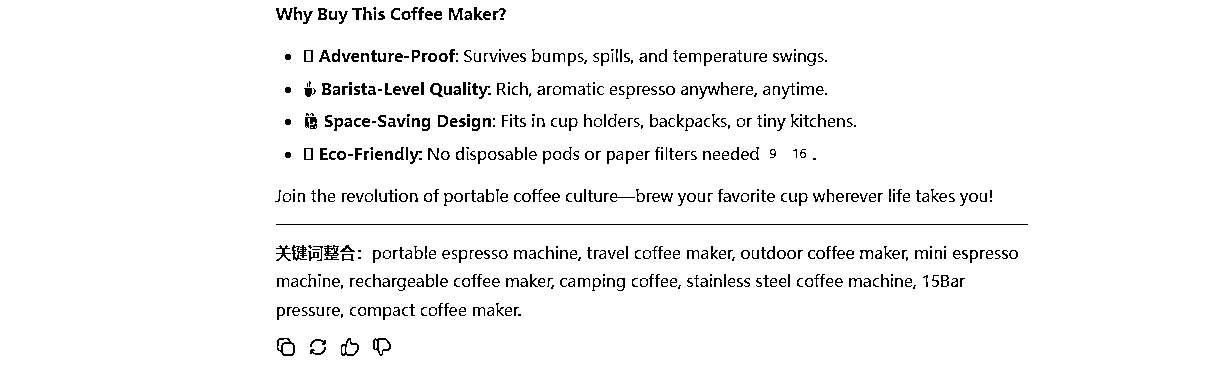 Why Buy This Coffee Maker?
Adventure-Proof: Survives bumps, spills, and temperature swings.
Barista-Level Quality: Rich, aromatic espresso anywhere, anytime.
Space-Saving Design: Fits in cup holders, backpacks, or tiny kitchens.
Eco-Friendly: No disposable pods or paper filters needed 9 16 .
Join the revolution of portable coffee culture—brew your favorite cup wherever life takes you!
关键词整合：portable espresso machine, travel coffee maker, outdoor coffee maker, mini espresso
machine, rechargeable coffee maker, camping coffee, stainless steel coffee machine, 15Bar
pressure, compact coffee maker.